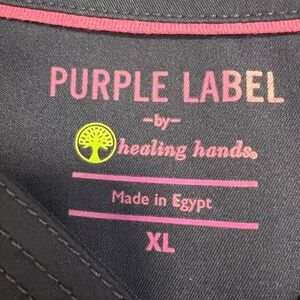 PURPLE LABEL
-by-
healing hands®
Made in Egypt
XL